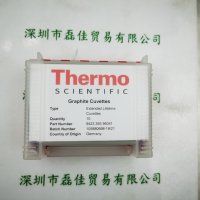 深圳市磊佳贸易有限公司
Thermo
SCIENTIFIC
Graphite Cuvettes
Type Extended Lifetime Cuvettes
Quantity 10
Part Number
Batch Number
Country of Origin Germany
深圳市磊佳贸易有限公司